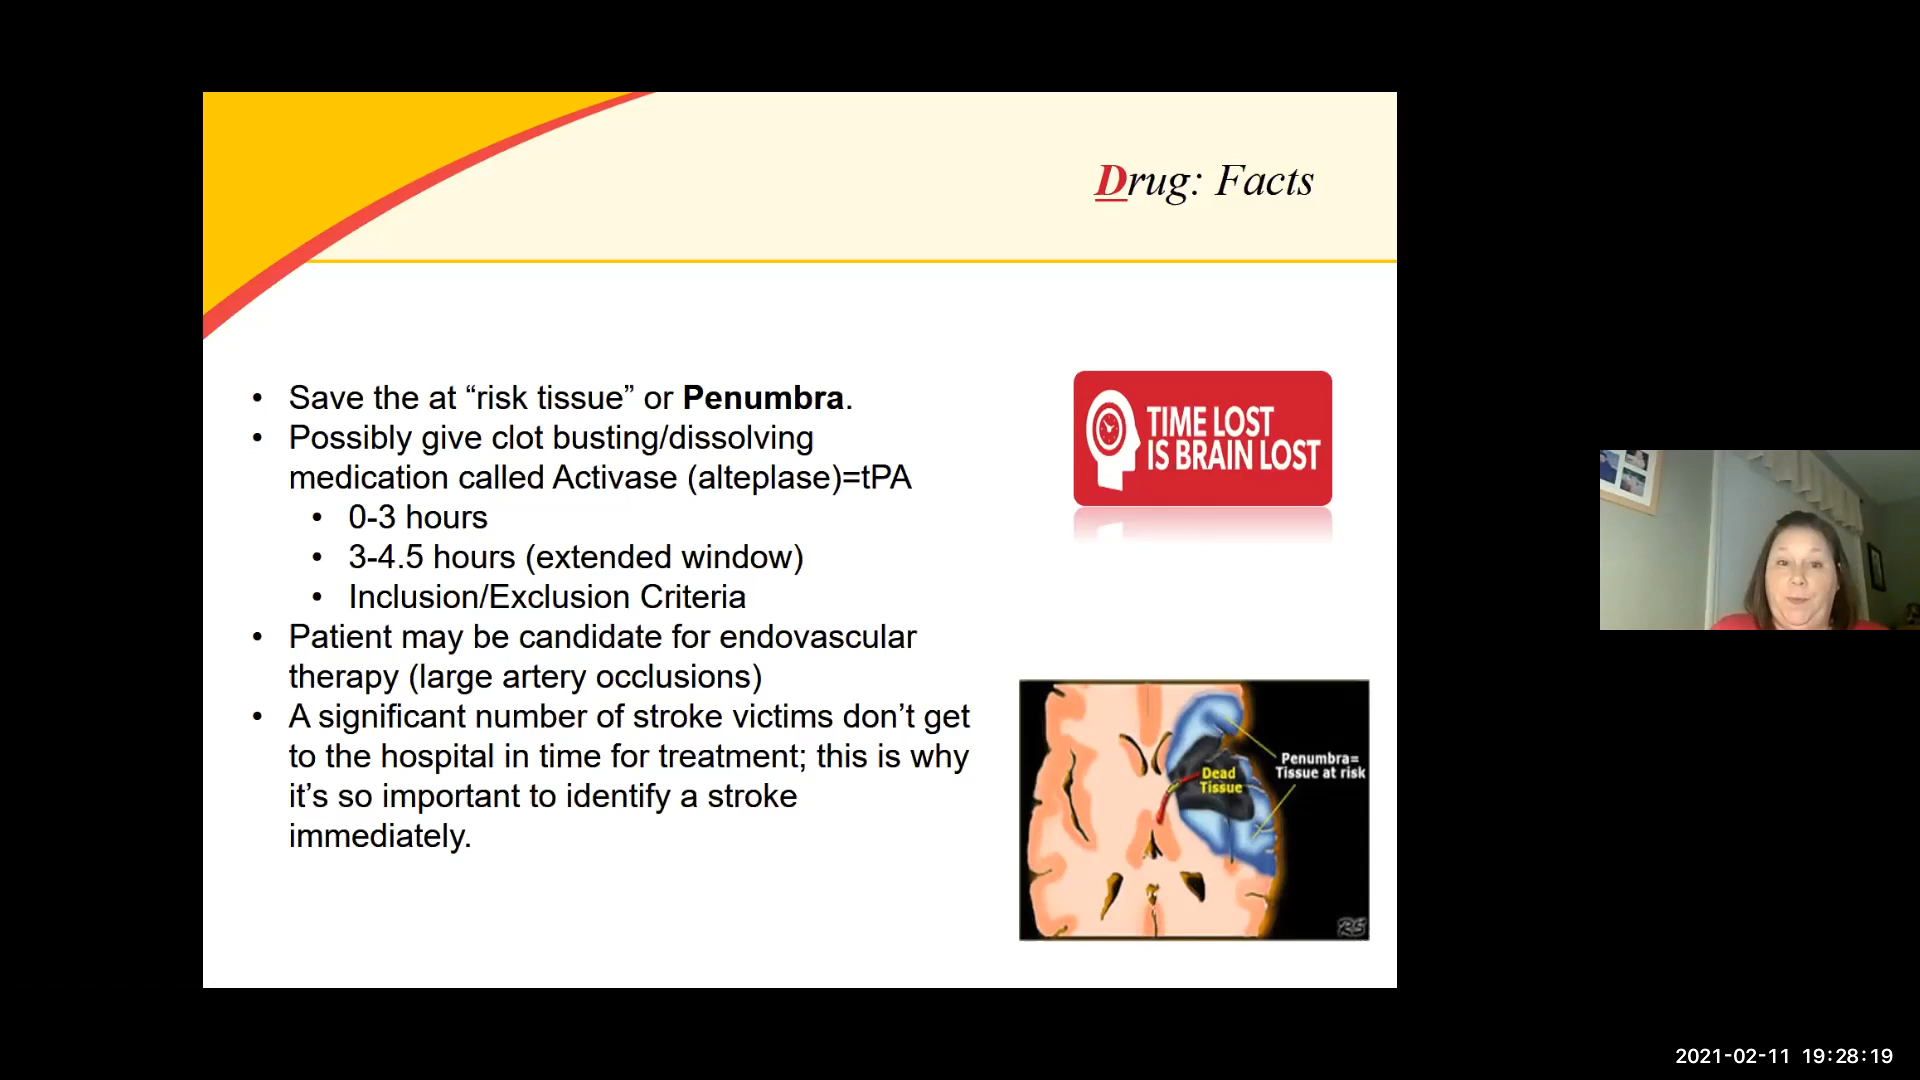 Drug: Facts
• Save the at “risk tissue” or Penumbra.
• Possibly give clot busting/dissolving
medication called Activase (alteplase)=tPA
• 0-3 hours
• 3-4.5 hours (extended window)
• Inclusion/Exclusion Criteria
• Patient may be candidate for endovascular
therapy (large artery occlusions)
• A significant number of stroke victims don’t get
to the hospital in time for treatment; this is why
it’s so important to identify a stroke
immediately.
TIME LOST
IS BRAIN LOST
Dead
Tissue
Penumbra=
Tissue at risk
RS
2021-02-11 19:28:19